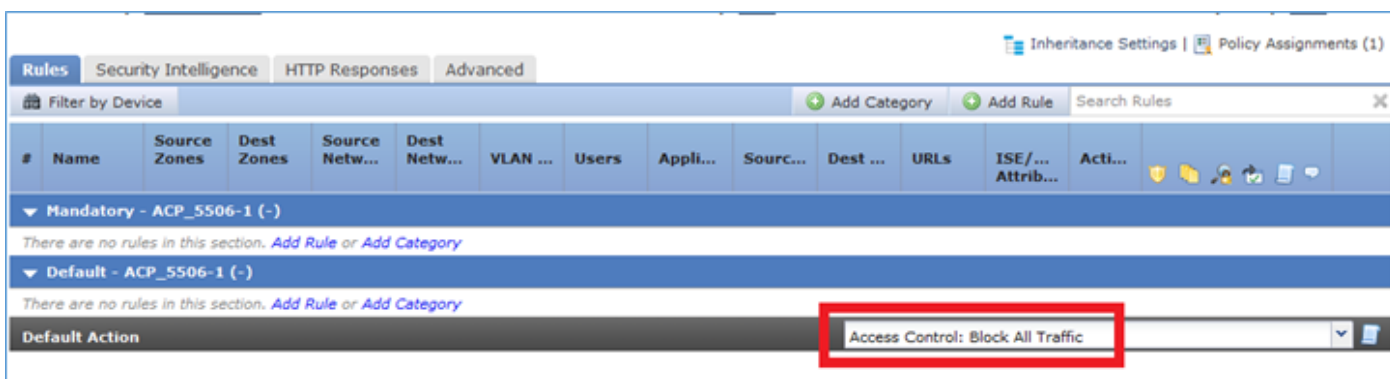 Inheritance Settings | Policy Assignments (1)
Rules Security Intelligence HTTP Responses Advanced
Filter by Device Add Category Add Rule Search Rules
# Name Source Zones Dest Zones Source Netw... Dest Netw... VLAN ... Users Appli... Sourc... Dest ... URLs ISE/... Attrib... Acti...
Mandatory - ACP_5506-1 (-)
There are no rules in this section. Add Rule or Add Category
Default - ACP_5506-1 (-)
There are no rules in this section. Add Rule or Add Category
Default Action Access Control: Block All Traffic